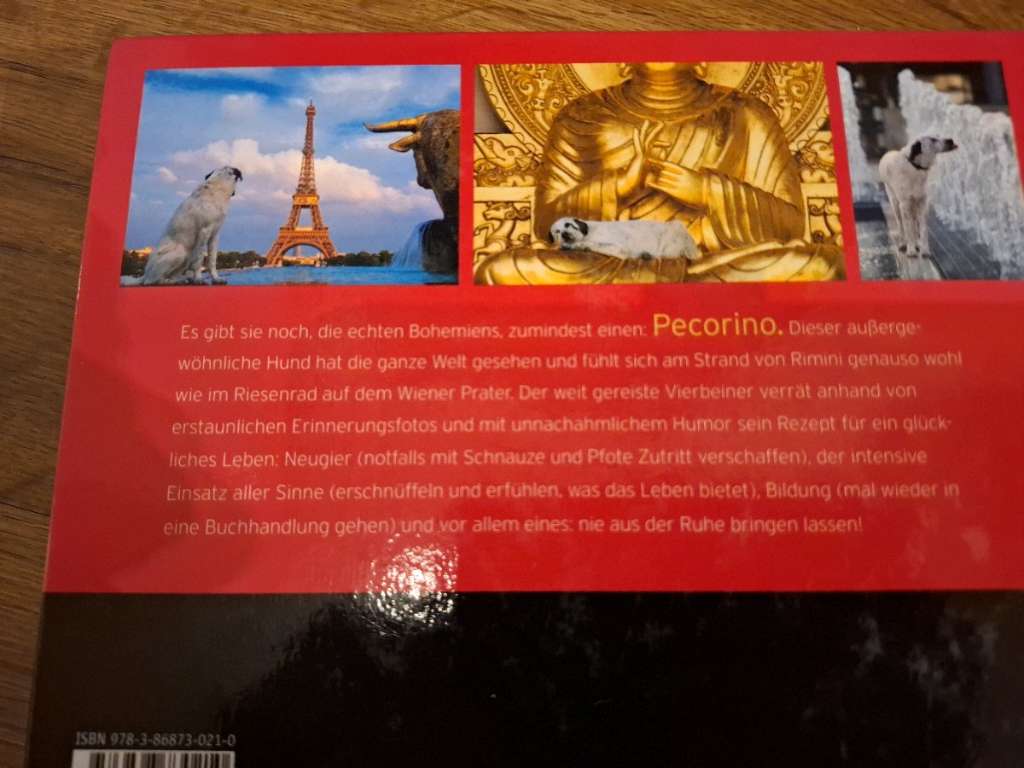 Es gibt sie noch, die echten Bohemiens, zumindest einen: Pecorino. Dieser außerge-
wöhnliche Hund hat die ganze Welt gesehen und fühlt sich am Strand von Rimini genauso wohl
wie im Riesenrad auf dem Wiener Prater. Der weit gereiste Vierbeiner verrät anhand von
erstaunlichen Erinnerungsfotos und mit unnachahmlichem Humor sein Rezept für ein glück-
liches Leben: Neugier (notfalls mit Schnauze und Pfote Zutritt verschaffen), der intensive
Einsatz aller Sinne (erschnüffeln und erfühlen, was das Leben bietet), Bildung (mal wieder in
eine Buchhandlung gehen) und vor allem eines: nie aus der Ruhe bringen lassen!
ISBN 978-3-86873-021-0